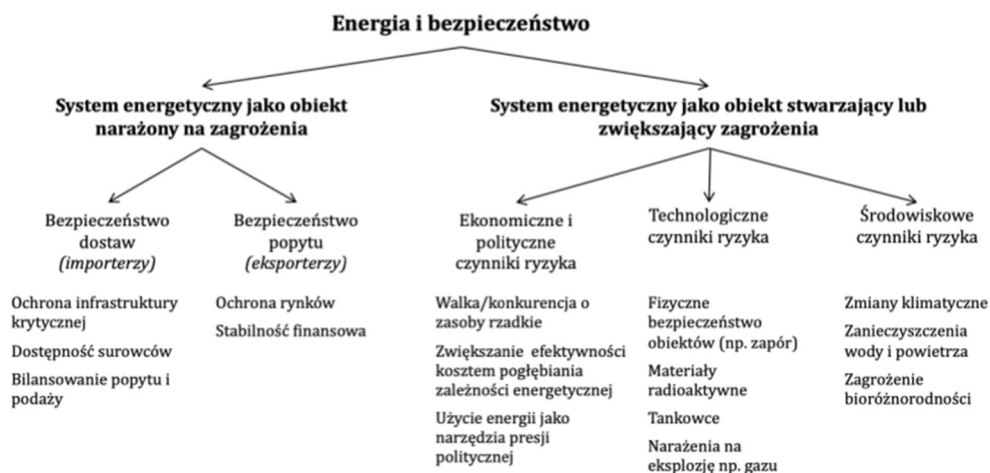 Energia i bezpieczeństwo
System energetyczny jako obiekt
narażony na zagrożenia
System energetyczny jako obiekt stwarzający lub
zwiększający zagrożenia
Bezpieczeństwo
dostaw
(importerzy)
Ochrona infrastruktury
krytycznej
Dostępność surowców
Bilansowanie popytu i
podaży
Bezpieczeństwo
popytu
(eksporterzy)
Ochrona rynków
Stabilność finansowa
Ekonomiczne i
polityczne
czynniki ryzyka
Walka/konkurencja o
zasoby rzadkie
Zwiększanie efektywności
kosztem pogłębiania
zależności energetycznej
Użycie energii jako
narzędzia presji
politycznej
Technologiczne
czynniki ryzyka
Fizyczne
bezpieczeństwo
obiektów (np. zapór)
Materiały
radioaktywne
Tankowce
Narażenia na
eksplozję np. gazu
Środowiskowe
czynniki ryzyka
Zmiany klimatyczne
Zanieczyszczenia
wody i powietrza
Zagrożenie
bioróżnorodności